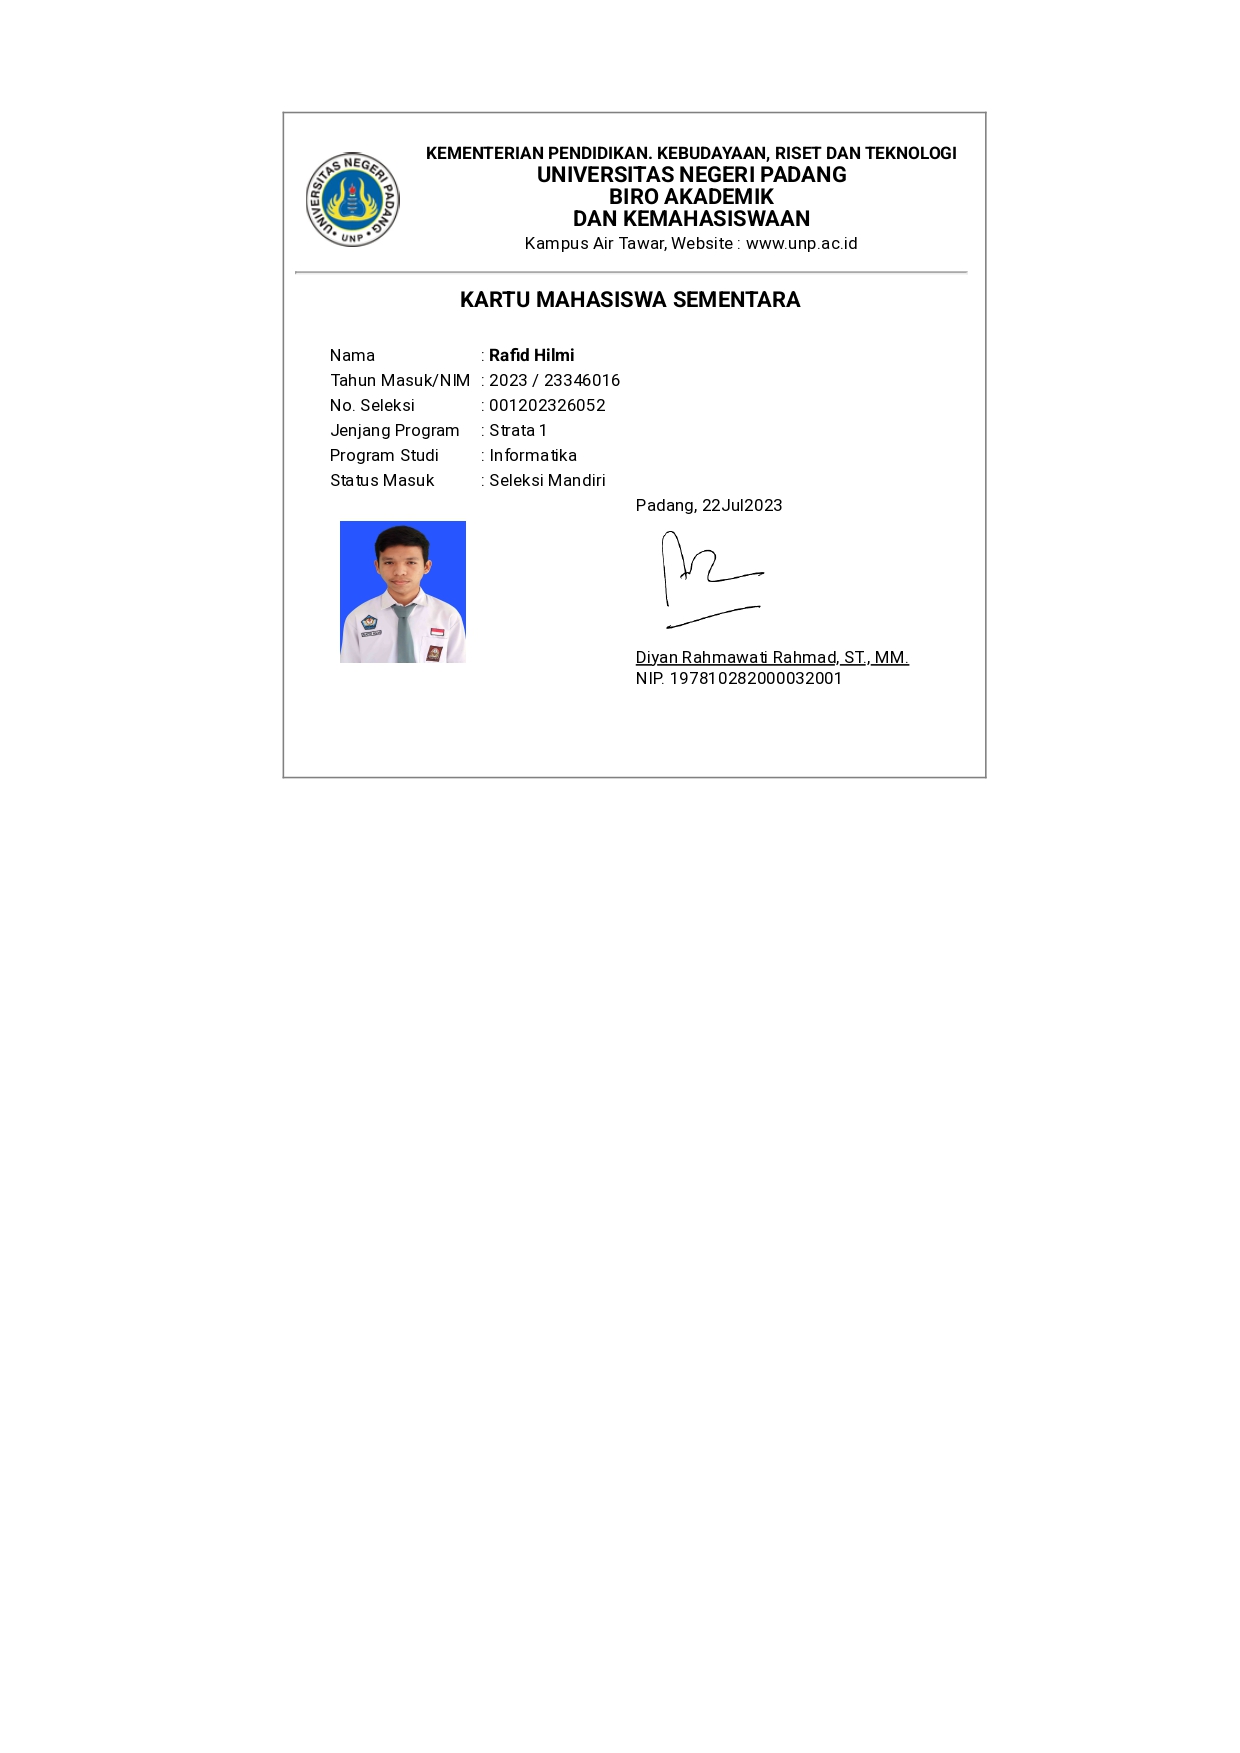 UNIVERSITAS NEGERI PADANG
UNP
KEMENTERIAN PENDIDIKAN. KEBUDAYAAN, RISET DAN TEKNOLOGI
UNIVERSITAS NEGERI PADANG
BIRO AKADEMIK
DAN KEMAHASISWAAN
Kampus Air Tawar, Website : www.unp.ac.id
KARTU MAHASISWA SEMENTARA
Nama : Rafid Hilmi
Tahun Masuk/NIM : 2023 / 23346016
No. Seleksi : 001202326052
Jenjang Program : Strata 1
Program Studi : Informatika
Status Masuk : Seleksi Mandiri
Padang, 22Jul2023
Diyan Rahmawati Rahmad, ST., MM.
NIP. 197810282000032001